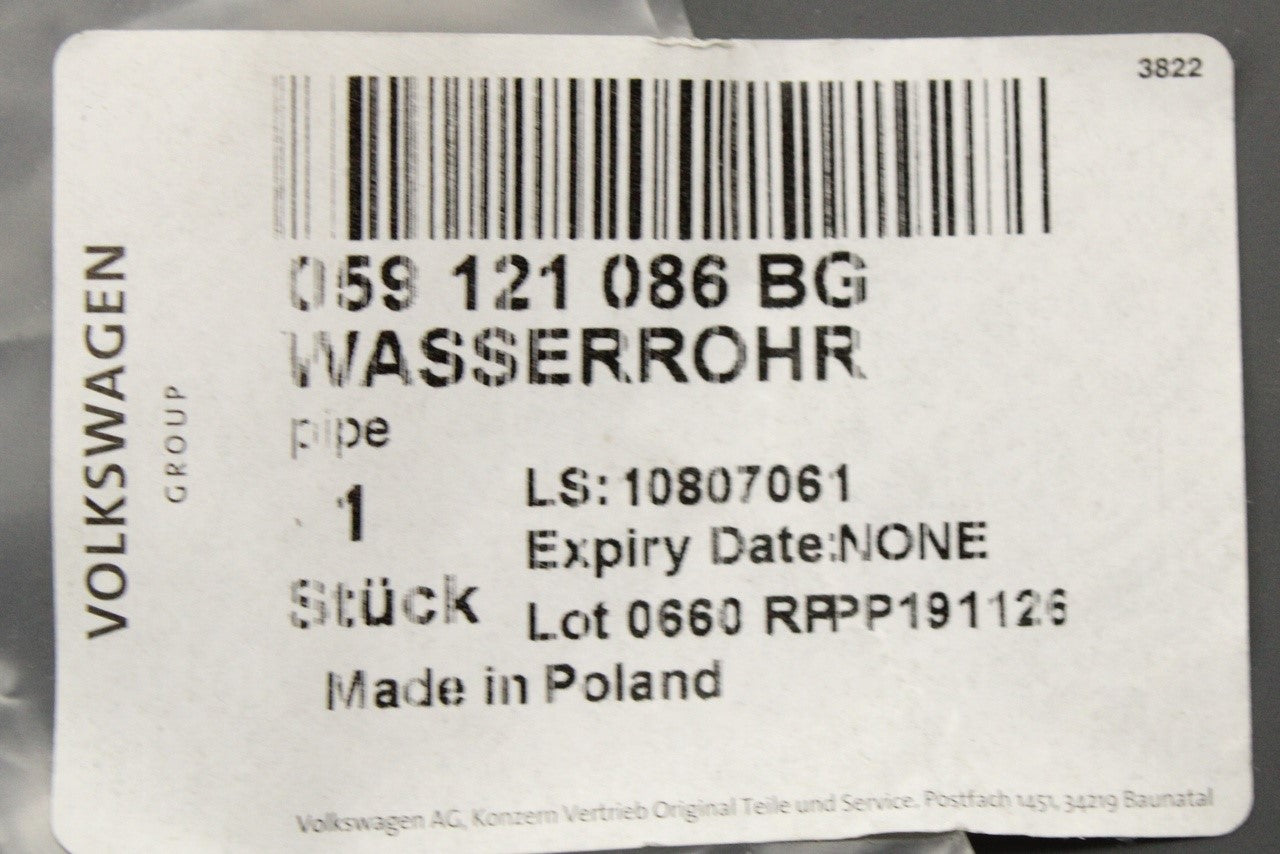 3822
059 121 086 BG
WASSERROHR
pipe
1
LS: 10807061
Expiry Date:NONE
Stück
Lot 0660 RPPP191126
Made in Poland
VOLKSWAGEN
GROUP
Volkswagen AG, Konzern Vertrieb Original Teile und Service. Postfach 1451, 34219 Baunatal